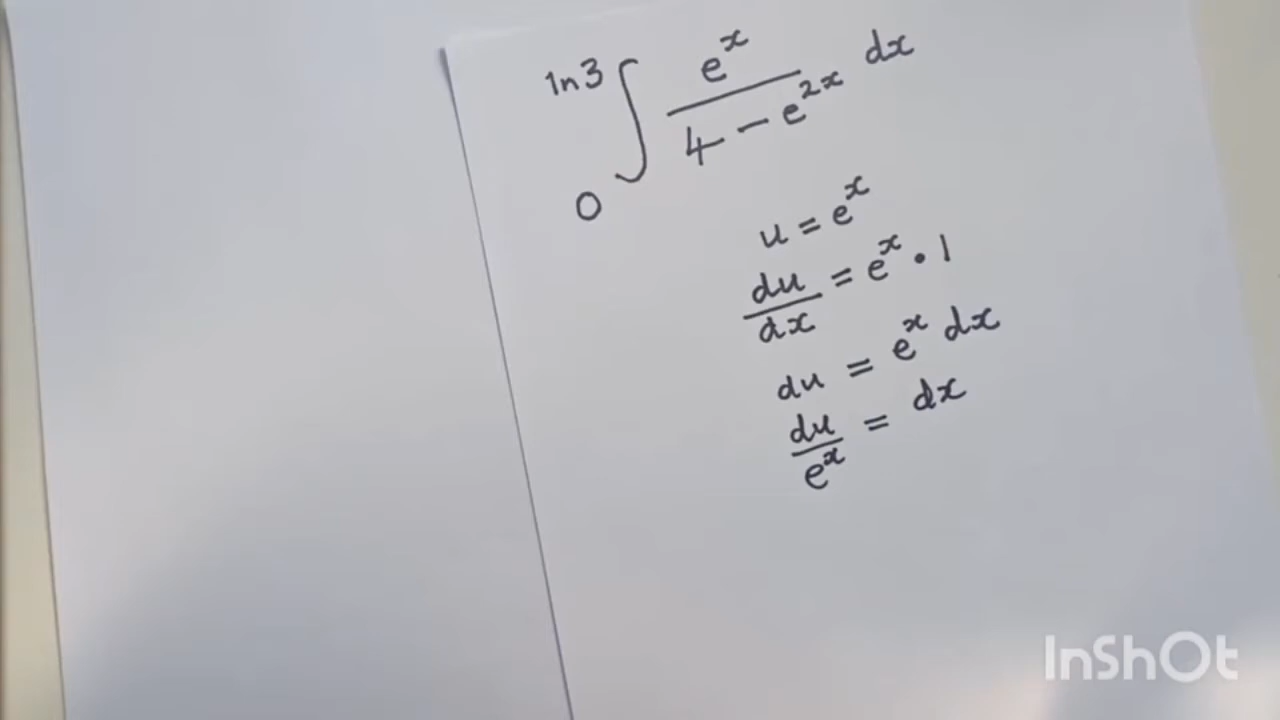 ln3 ∫ e^x / 4 - e^2x dx
0
u = e^x
du/dx = e^x · 1
du = e^x dx
du/e^x = dx
InShOt